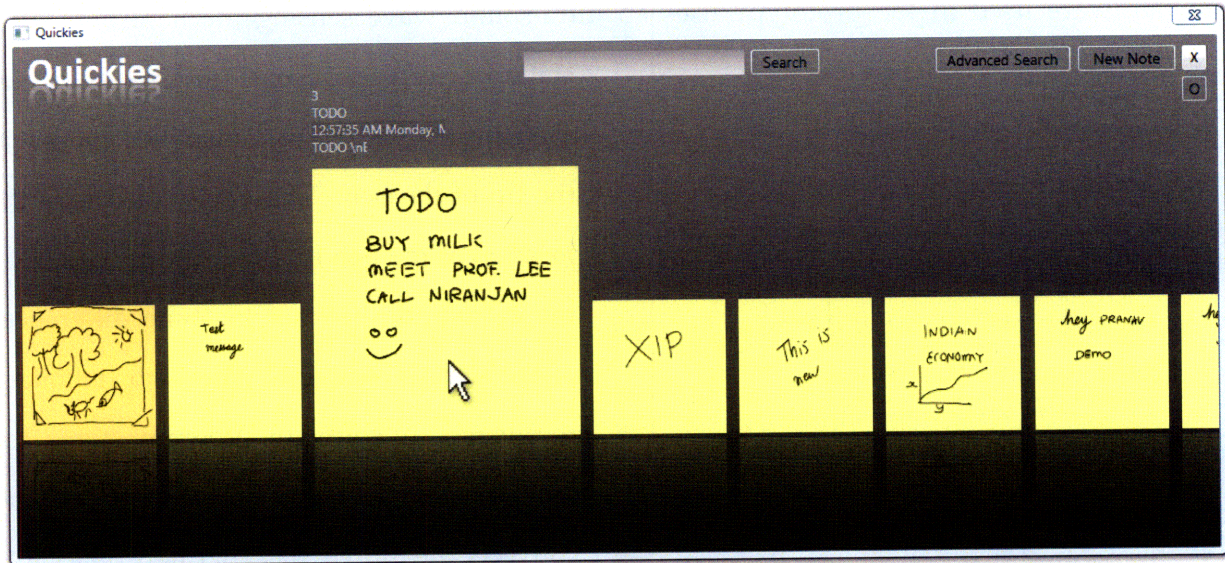 Quickies
Quickies
Search
Advanced Search
New Note
X
O
3
TODO
12:57:35 AM Monday,
TODO \n
TODO
BUY MILK
MEET PROF. LEE
CALL NIRANJAN
Test
message
XIP
This is
new
INDIAN
ECONOMY
x
y
hey PRANAV
DEMO